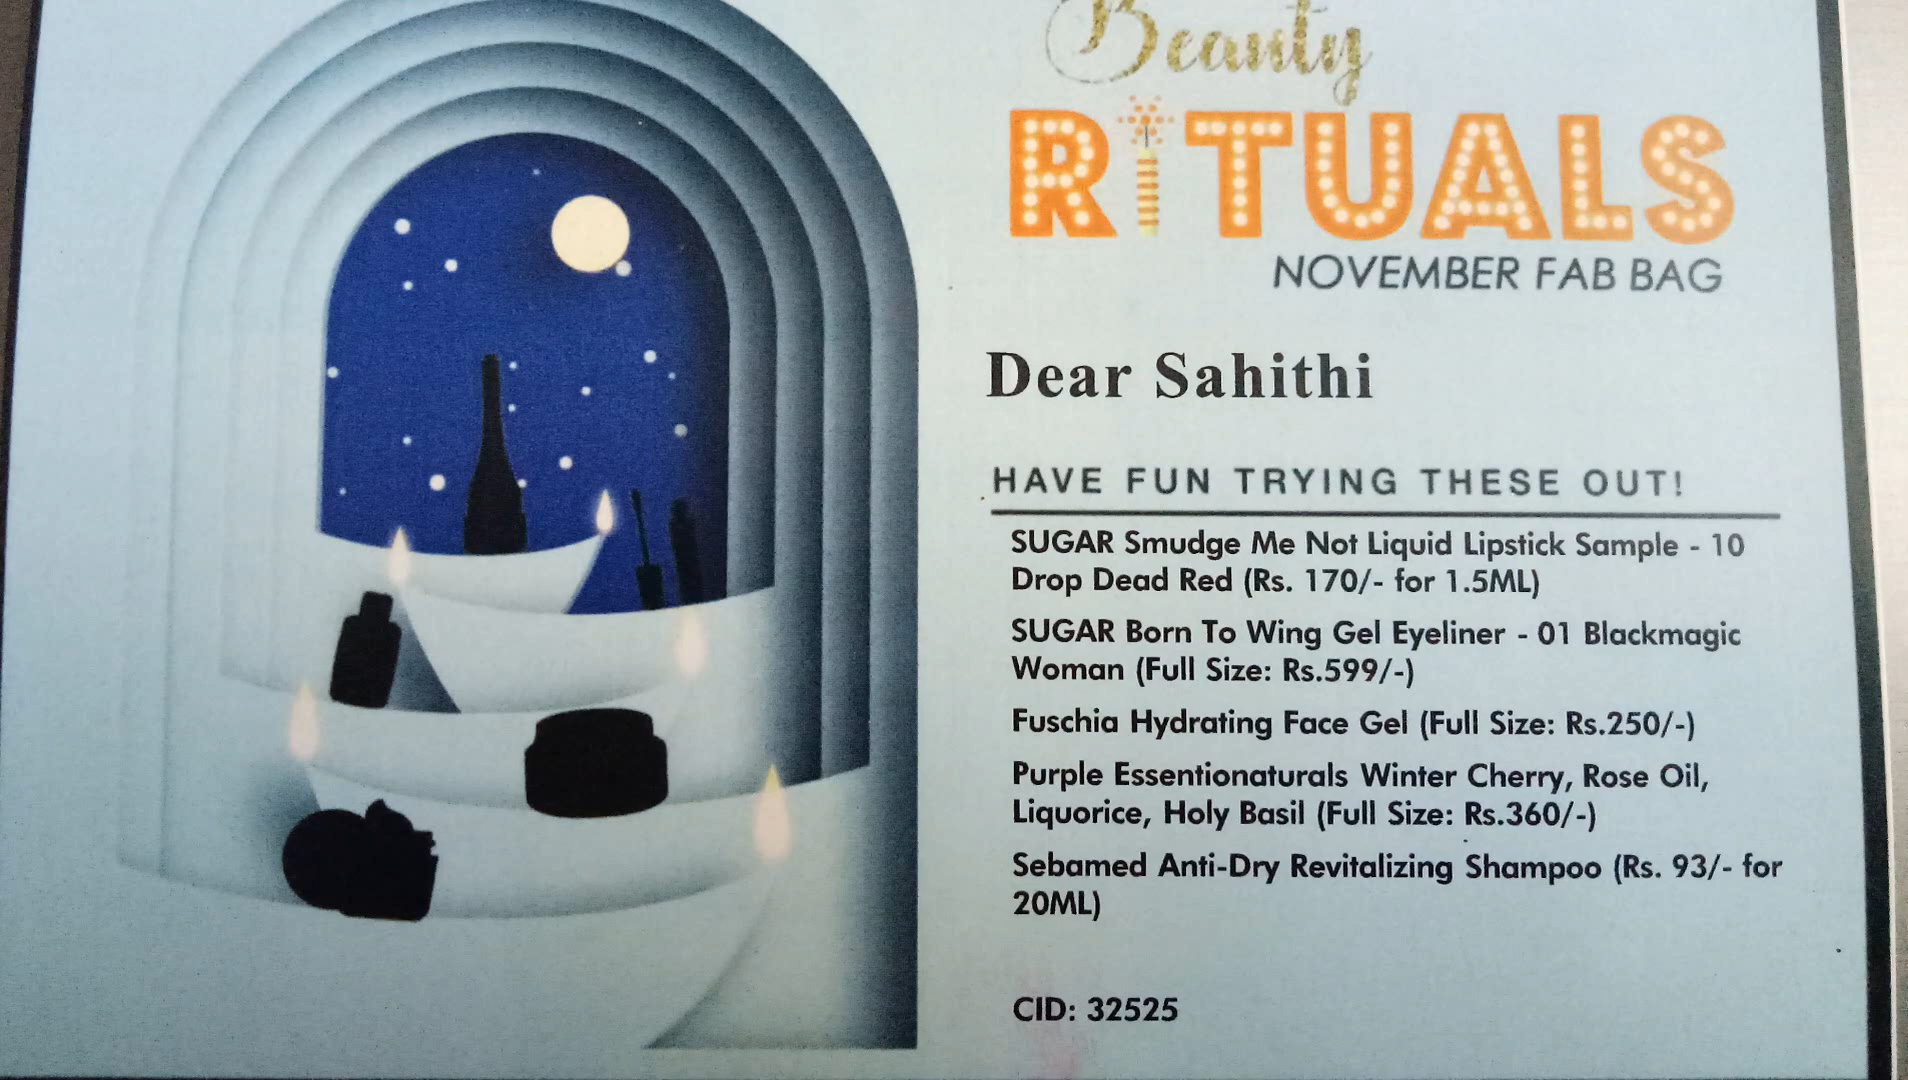 Beauty
RITUALS
NOVEMBER FAB BAG
Dear Sahithi
HAVE FUN TRYING THESE OUT!
SUGAR Smudge Me Not Liquid Lipstick Sample - 10
Drop Dead Red (Rs. 170/- for 1.5ML)
SUGAR Born To Wing Gel Eyeliner - 01 Blackmagic
Woman (Full Size: Rs.599/-)
Fuschia Hydrating Face Gel (Full Size: Rs.250/-)
Purple Essentionaturals Winter Cherry, Rose Oil,
Liquorice, Holy Basil (Full Size: Rs.360/-)
Sebamed Anti-Dry Revitalizing Shampoo (Rs. 93/- for
20ML)
CID: 32525